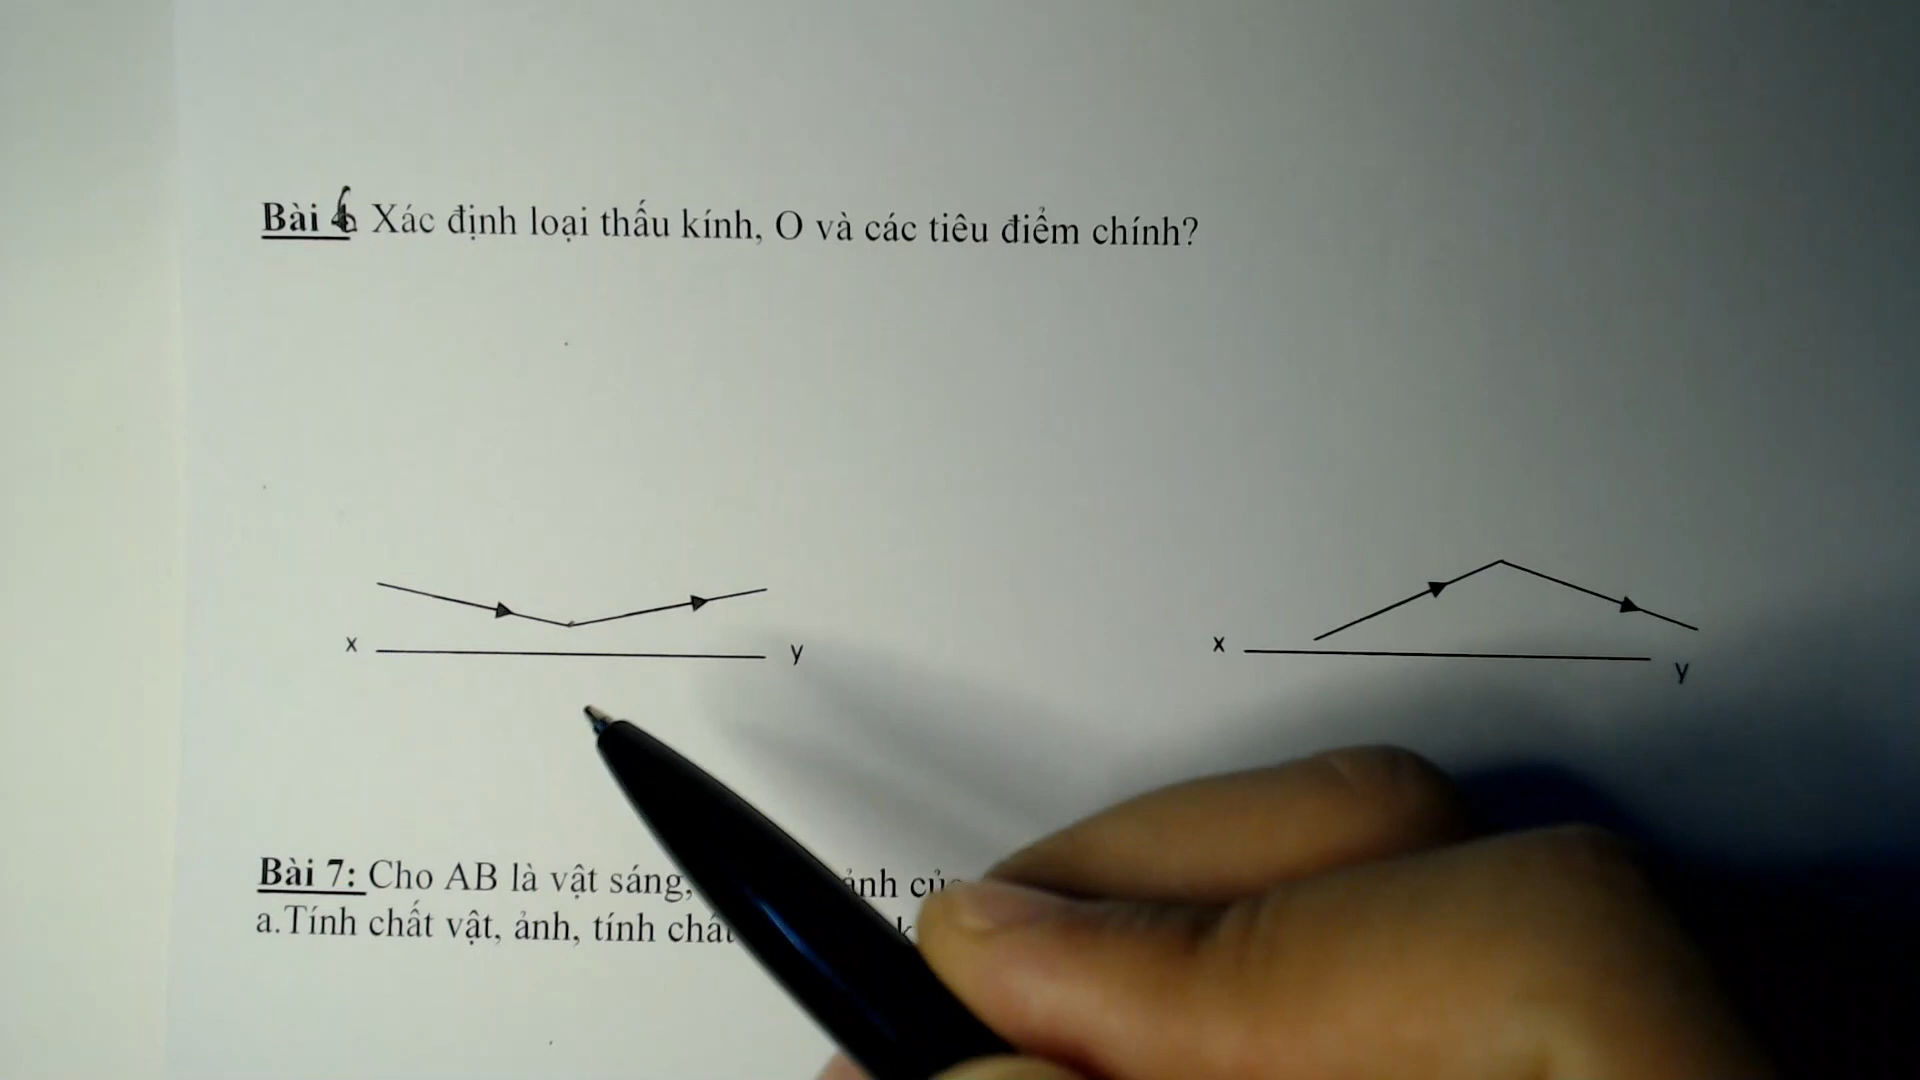 Bài 6 Xác định loại thấu kính, O và các tiêu điểm chính?
x y
x y
Bài 7: Cho AB là vật sáng, ảnh
a.Tính chất vật, ảnh, tính